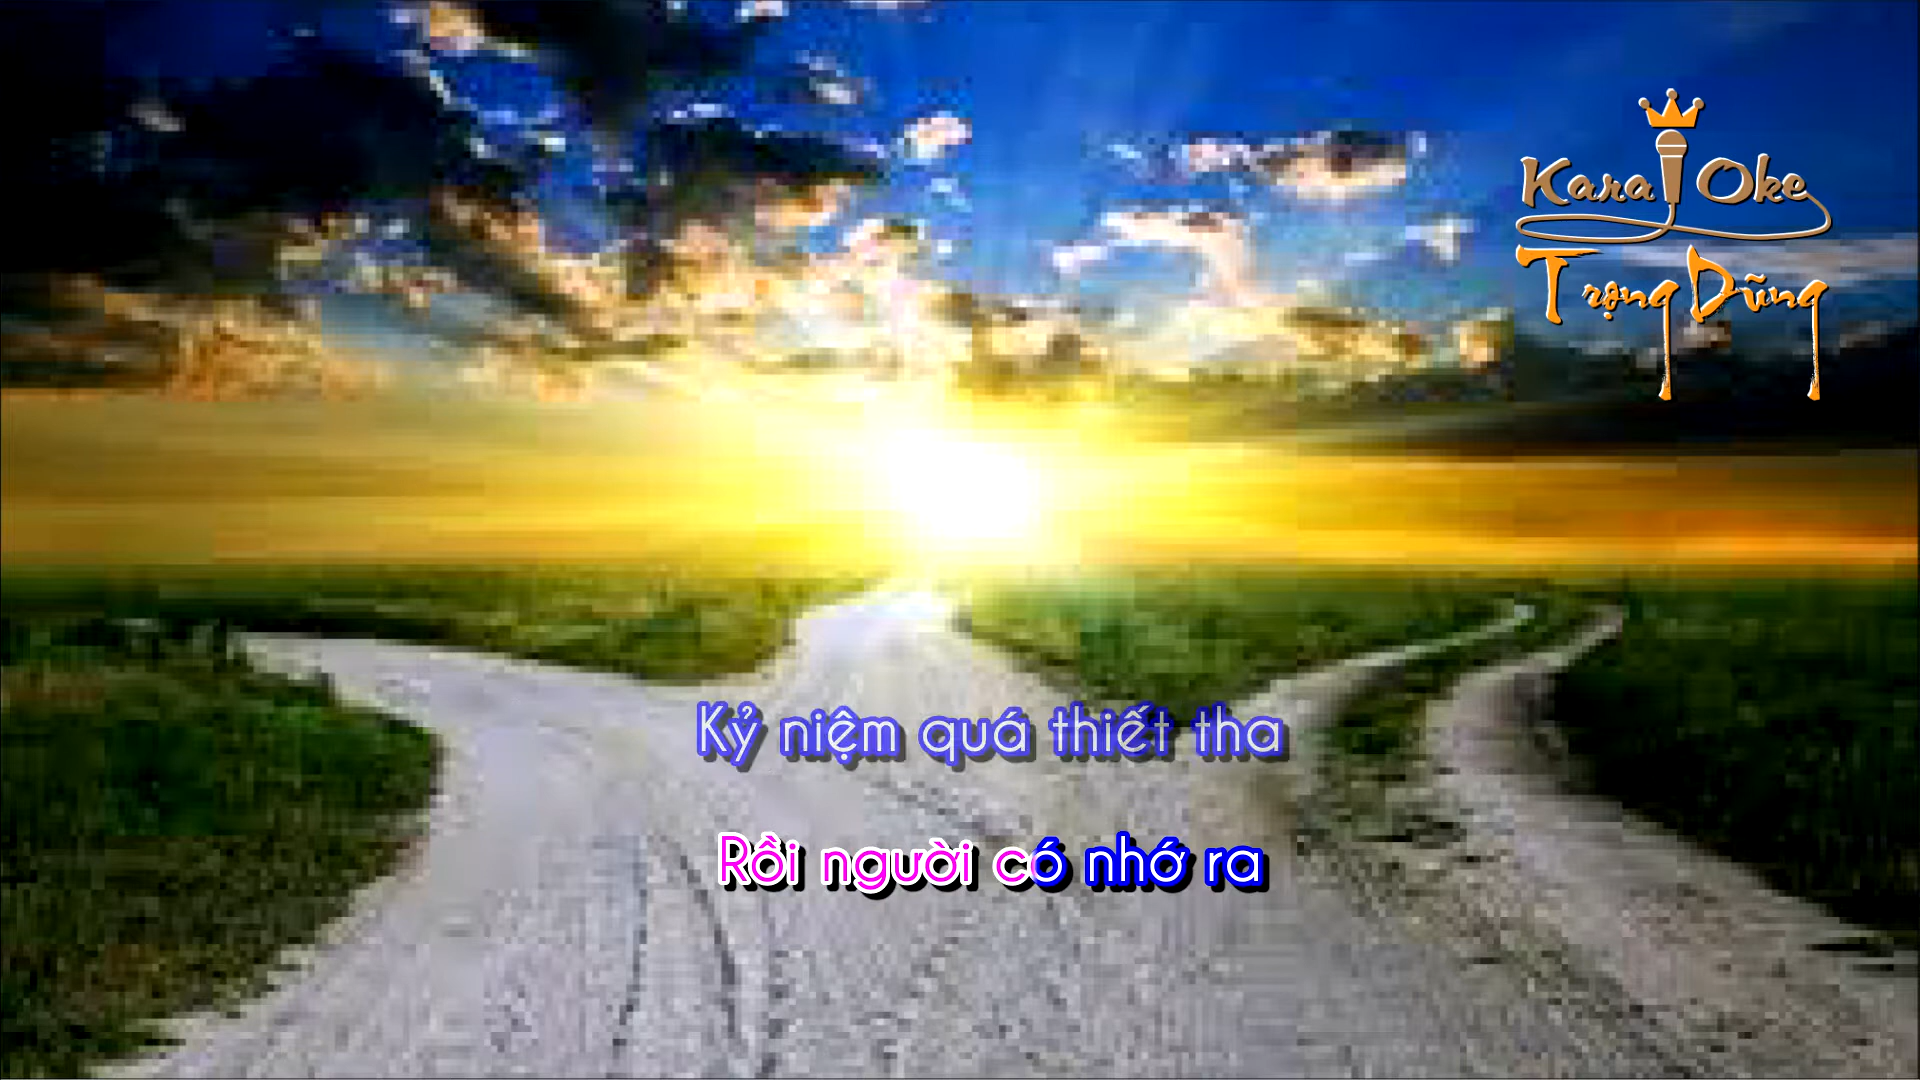 Kara Oke
Trọng Dũng
Kỷ niệm quá thiết tha
Rồi người có nhớ ra